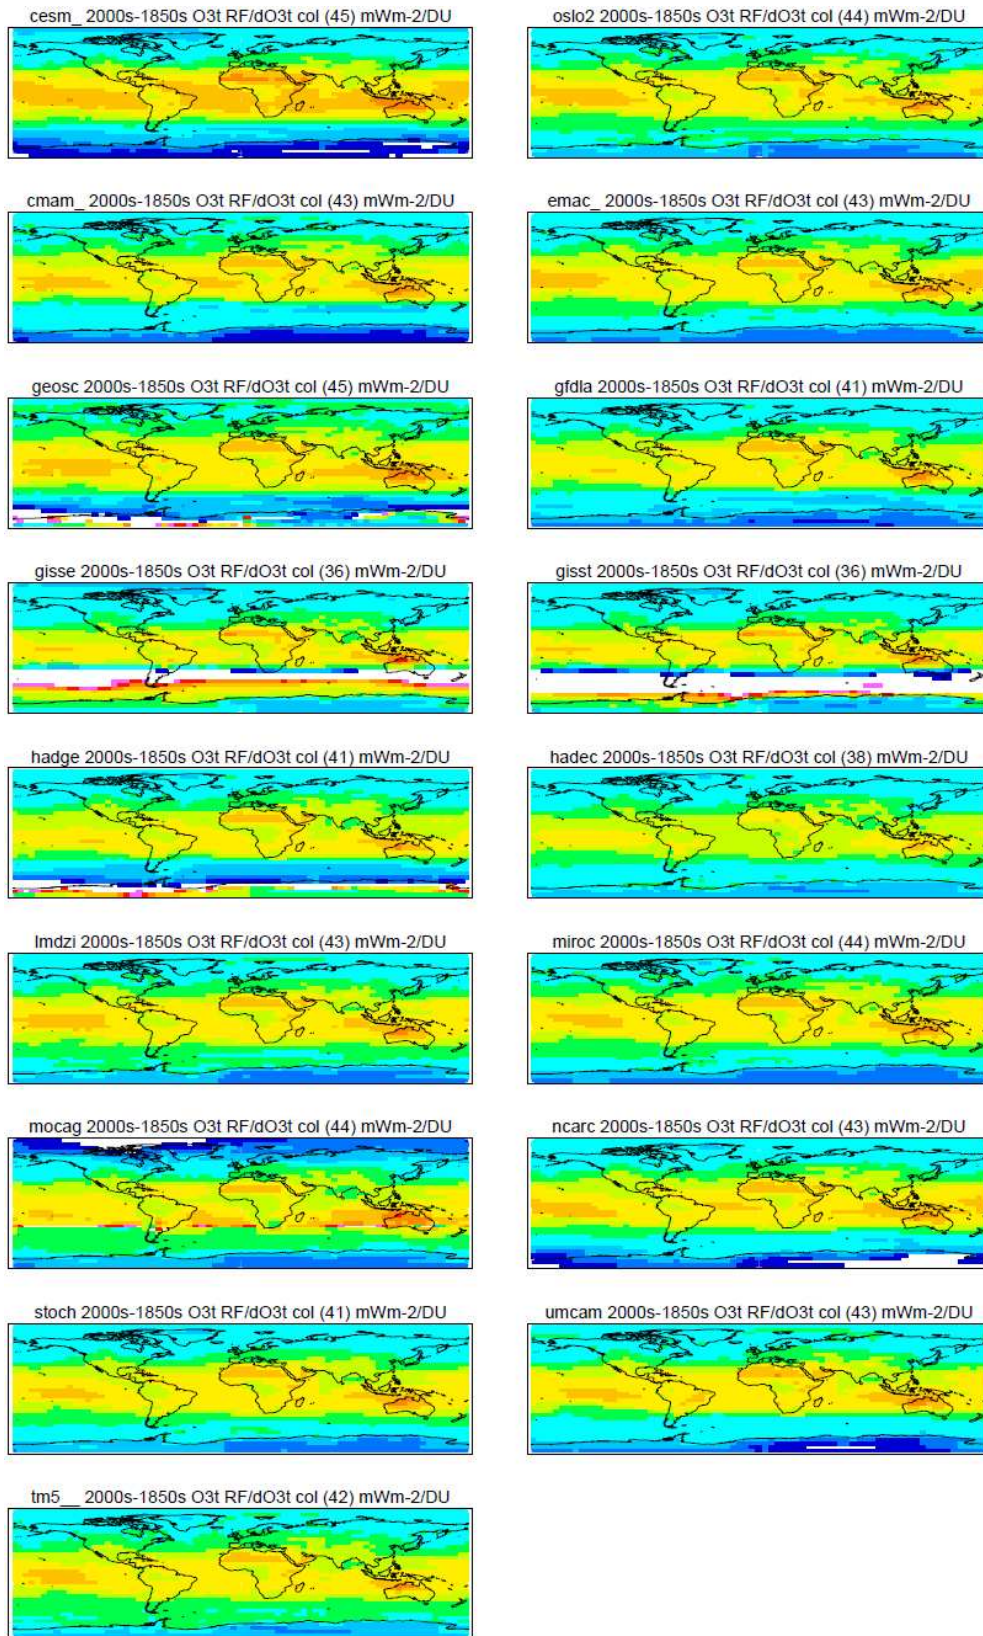 cesm_ 2000s-1850s O3t RF/dO3t col (45) mWm-2/DU
oslo2 2000s-1850s O3t RF/dO3t col (44) mWm-2/DU
cmam_ 2000s-1850s O3t RF/dO3t col (43) mWm-2/DU
emac_ 2000s-1850s O3t RF/dO3t col (43) mWm-2/DU
geosc 2000s-1850s O3t RF/dO3t col (45) mWm-2/DU
gfdla 2000s-1850s O3t RF/dO3t col (41) mWm-2/DU
gisse 2000s-1850s O3t RF/dO3t col (36) mWm-2/DU
gisst 2000s-1850s O3t RF/dO3t col (36) mWm-2/DU
hadge 2000s-1850s O3t RF/dO3t col (41) mWm-2/DU
hadec 2000s-1850s O3t RF/dO3t col (38) mWm-2/DU
lmdzi 2000s-1850s O3t RF/dO3t col (43) mWm-2/DU
miroc 2000s-1850s O3t RF/dO3t col (44) mWm-2/DU
mocag 2000s-1850s O3t RF/dO3t col (44) mWm-2/DU
ncarc 2000s-1850s O3t RF/dO3t col (43) mWm-2/DU
stoch 2000s-1850s O3t RF/dO3t col (41) mWm-2/DU
umcam 2000s-1850s O3t RF/dO3t col (43) mWm-2/DU
tm5__ 2000s-1850s O3t RF/dO3t col (42) mWm-2/DU